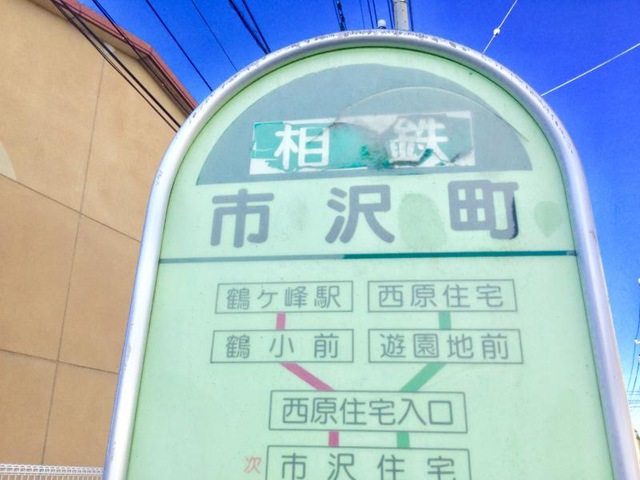 相鉄
市沢町
鶴ヶ峰駅 西原住宅
鶴小前 遊園地前
西原住宅入口
次 市沢住宅